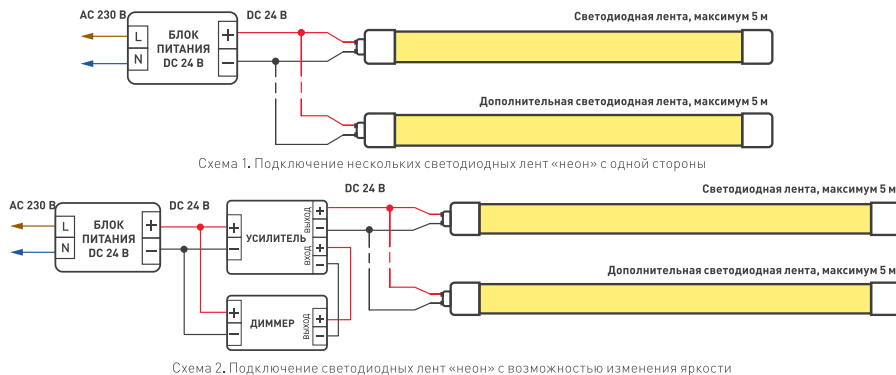 AC 230 В
DC 24 В
Светодиодная лента, максимум 5 м
L
N
БЛОК
ПИТАНИЯ
DC 24 В
+
−
Дополнительная светодиодная лента, максимум 5 м
Схема 1. Подключение нескольких светодиодных лент «неон» с одной стороны
AC 230 В
DC 24 В
DC 24 В
Светодиодная лента, максимум 5 м
L
N
БЛОК
ПИТАНИЯ
DC 24 В
+
−
+
−
УСИЛИТЕЛЬ
ВЫХОД
+
−
ВХОД
+
−
Дополнительная светодиодная лента, максимум 5 м
+
−
ДИММЕР
ВЫХОД
+
−
Схема 2. Подключение светодиодных лент «неон» с возможностью изменения яркости